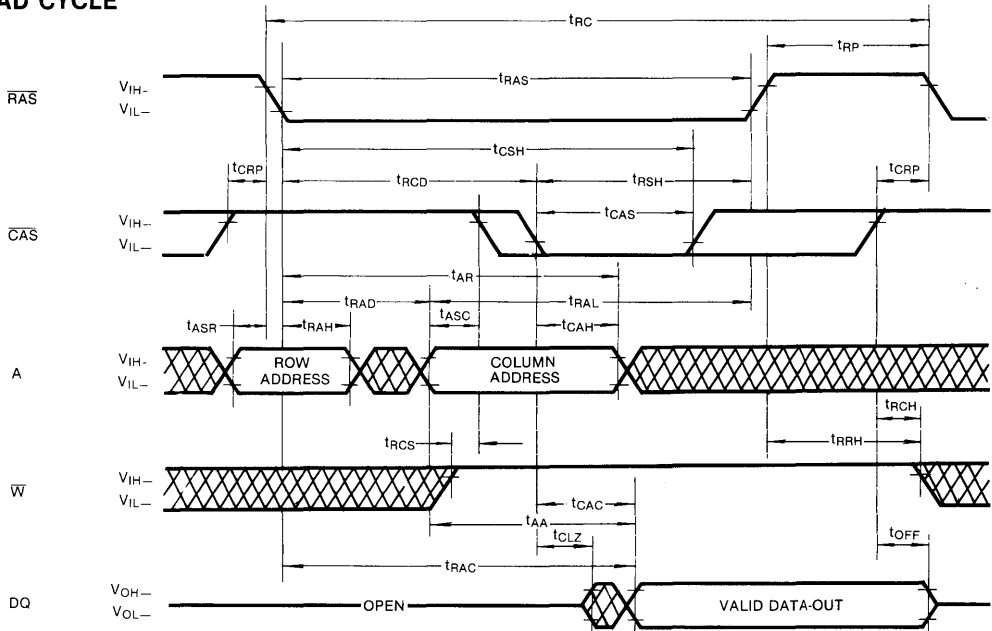 AD CYCLE
tRC
tRP
tRAS
RAS
VIH-
VIL—
tCSH
tCRP
tRCD
tRSH
tCRP
tCAS
CAS
VIH—
VIL—
tAR
tRAD
tRAL
tASR
tRAH
tASC
tCAH
A
VIH-
VIL—
ROW
ADDRESS
COLUMN
ADDRESS
tRCH
tRCS
tRRH
W
VIH—
VIL—
tCAC
tAA
tCLZ
tOFF
tRAC
DQ
VOH—
VOL—
OPEN
VALID DATA-OUT